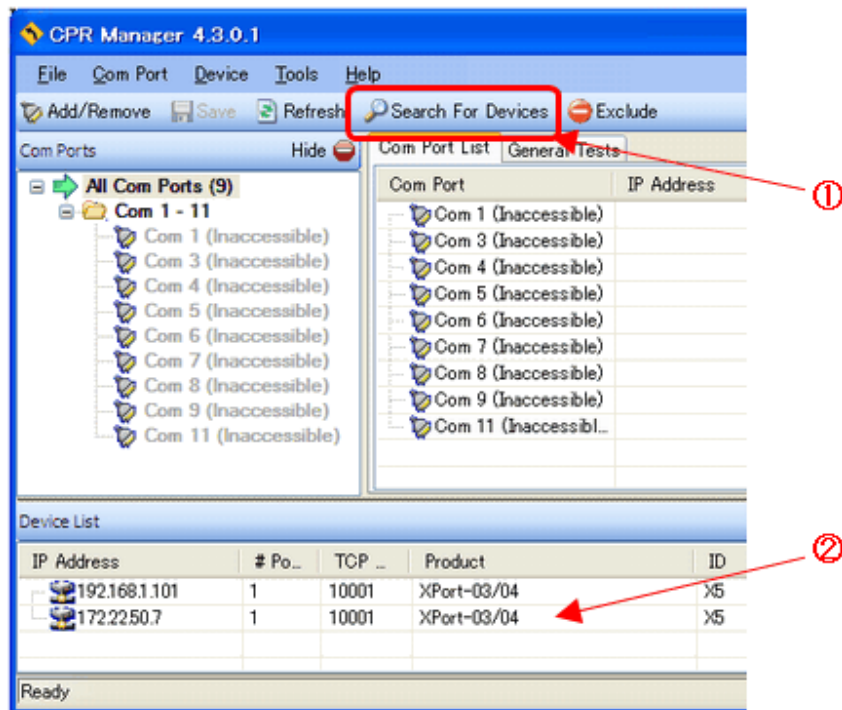 CPR Manager 4.3.0.1
File Com Port Device Tools Help
Add/Remove Save Refresh Search For Devices Exclude
Com Ports Hide
All Com Ports (9)
Com 1 - 11
Com 1 (Inaccessible)
Com 3 (Inaccessible)
Com 4 (Inaccessible)
Com 5 (Inaccessible)
Com 6 (Inaccessible)
Com 7 (Inaccessible)
Com 8 (Inaccessible)
Com 9 (Inaccessible)
Com 11 (Inaccessible)
Com Port List General Tests
Com Port IP Address
Com 1 (Inaccessible)
Com 3 (Inaccessible)
Com 4 (Inaccessible)
Com 5 (Inaccessible)
Com 6 (Inaccessible)
Com 7 (Inaccessible)
Com 8 (Inaccessible)
Com 9 (Inaccessible)
Com 11 (Inaccessibl...
①
Device List
IP Address # Po... TCP ... Product ID
192.168.1.101 1 10001 XPort-03/04 X5
172.22.50.7 1 10001 XPort-03/04 X5
②
Ready